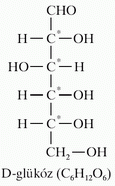 CHO
H—C*—OH
HO—C*—H
H—C*—OH
H—C*—OH
CH₂—OH
D-glükóz (C₆H₁₂O₆)